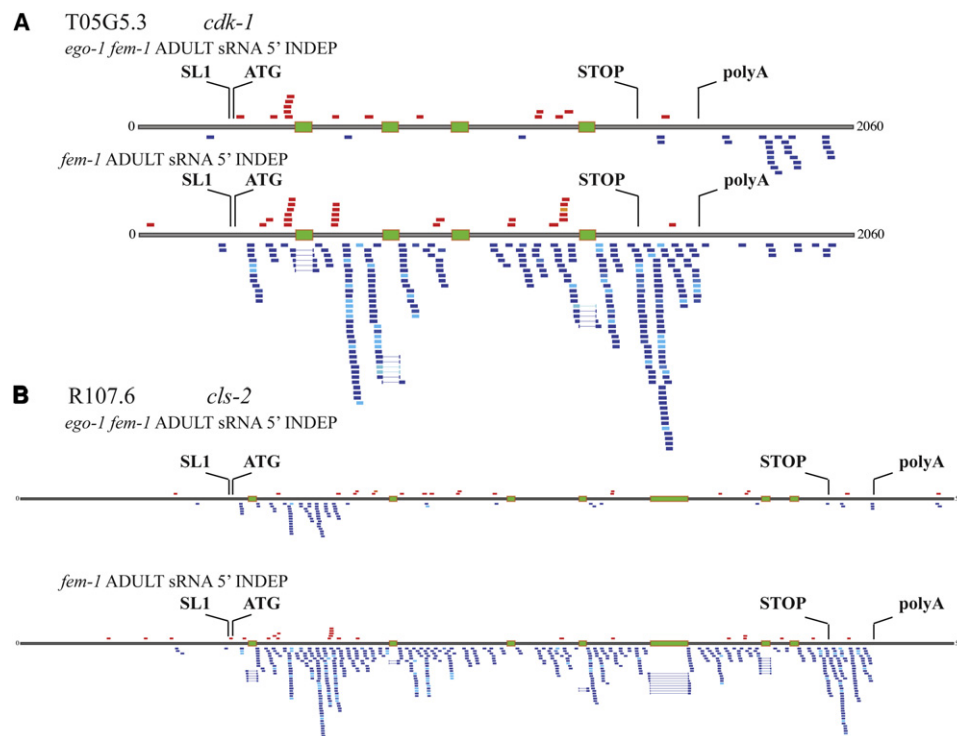 A T05G5.3 cdk-1
ego-1 fem-1 ADULT sRNA 5' INDEP
SL1 ATG STOP polyA
0 2060
fem-1 ADULT sRNA 5' INDEP
SL1 ATG STOP polyA
0 2060
B R107.6 cls-2
ego-1 fem-1 ADULT sRNA 5' INDEP
SL1 ATG STOP polyA
0
fem-1 ADULT sRNA 5' INDEP
SL1 ATG STOP polyA
0